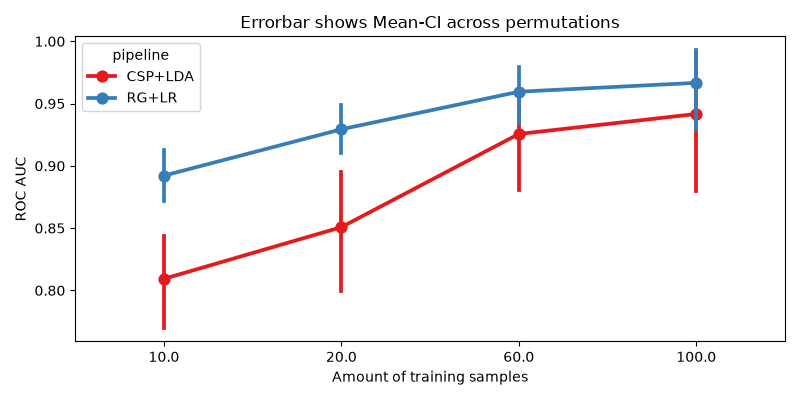 Errorbar shows Mean-CI across permutations
1.00
0.95
0.90
0.85
0.80
ROC AUC
pipeline
CSP+LDA
RG+LR
10.0
20.0
60.0
100.0
Amount of training samples